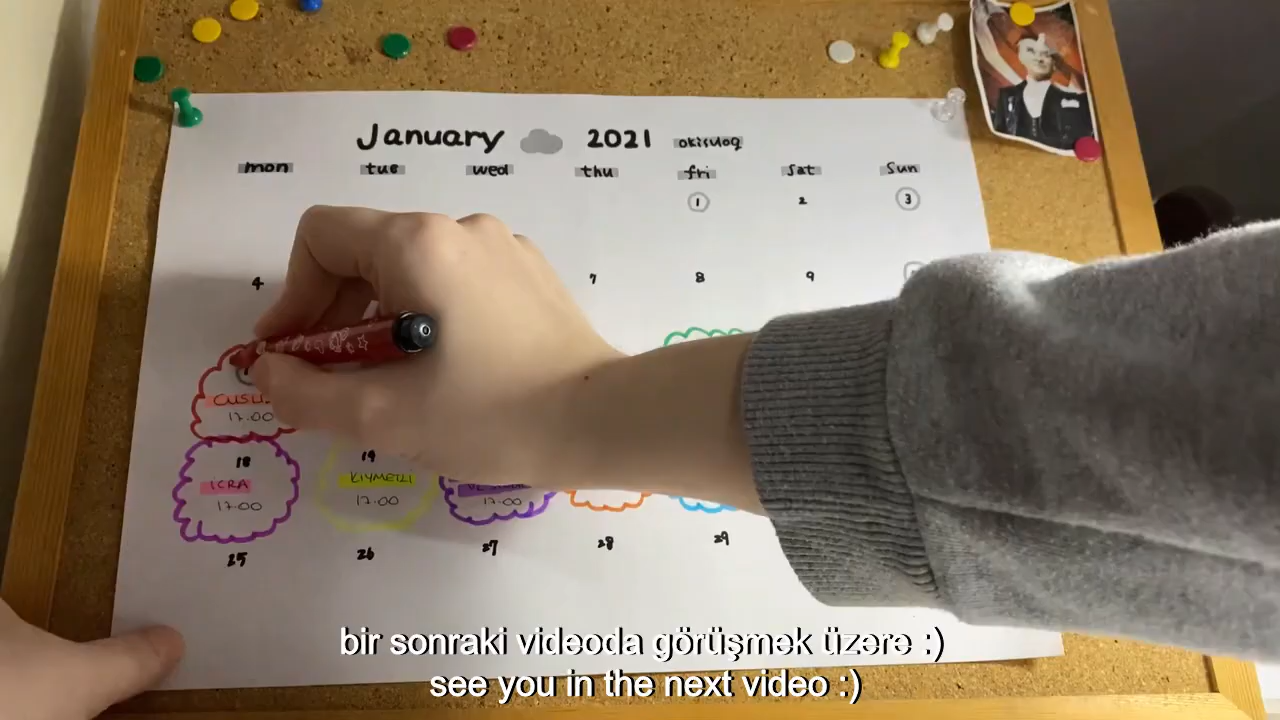 January 2021 okisuoq
mon tue wed thu fri sat sun
1 2 3
4 7 8 9
17.00
18 19
İCRA KIYMETLİ
17.00 17.00 17.00
25 26 27 28 29
bir sonraki videoda görüşmek üzere :)
see you in the next video :)